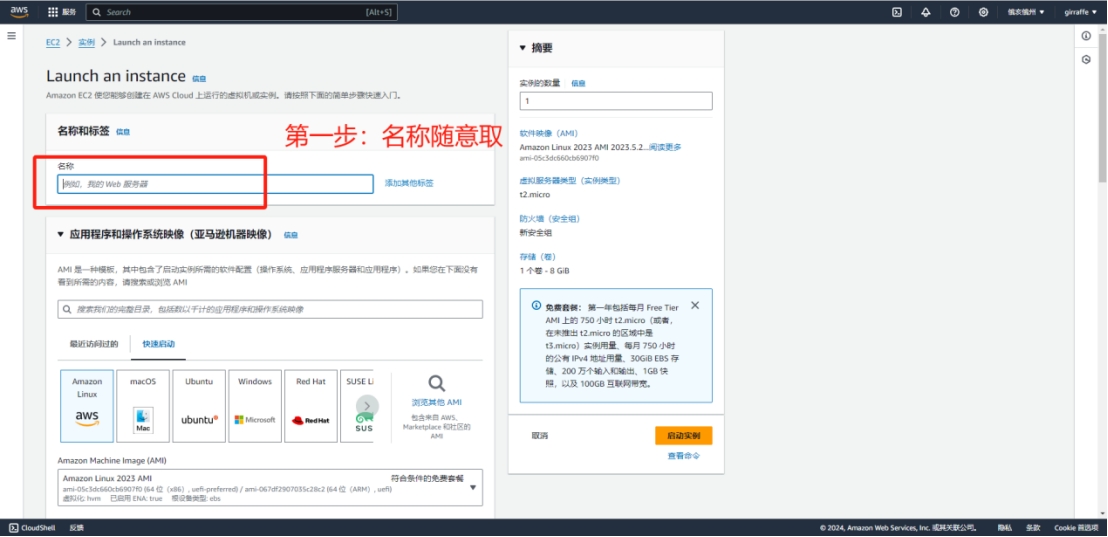 aws
服务
Search
[Alt+S]
俄亥俄州
girraffe
EC2
实例
Launch an instance
Launch an instance 信息
Amazon EC2 使您能够创建在 AWS Cloud 上运行的虚拟机或实例。请按照下面的简单步骤快速入门。
名称和标签 信息
第一步：名称随意取
名称
例如，我的 Web 服务器
添加其他标签
应用程序和操作系统映像（亚马逊机器映像） 信息
AMI 是一种模板，其中包含了启动实例所需的软件配置（操作系统、应用程序服务器和应用程序）。如果您在下面没有
看到所需的内容，请搜索或浏览 AMI
搜索我们的完整目录，包括数以千计的应用程序和操作系统映像
最近访问过的
快速启动
Amazon
Linux
aws
macOS
Mac
Ubuntu
ubuntu
Windows
Microsoft
Red Hat
Red Hat
SUSE Li
SUS
浏览其他 AMI
包含来自 AWS、
Marketplace 和社区的
AMI
Amazon Machine Image (AMI)
Amazon Linux 2023 AMI
符合条件的免费套餐
ami-05c3dc660cb6907f0 (64 位（x86）, uefi-preferred) / ami-067df2907035c28c2 (64 位（ARM）, uefi)
虚拟化: hvm 已启用 ENA: true 根设备类型: ebs
摘要
实例的数量 信息
1
软件映像（AMI）
Amazon Linux 2023 AMI 2023.5.2...阅读更多
ami-05c3dc660cb6907f0
虚拟服务器类型（实例类型）
t2.micro
防火墙（安全组）
新安全组
存储（卷）
1 个卷 - 8 GiB
免费套餐： 第一年包括每月 Free Tier
AMI 上的 750 小时 t2.micro（或者，
在未推出 t2.micro 的区域中是
t3.micro）实例用量、每月 750 小时
的公有 IPv4 地址用量、30GiB EBS 存
储、200 万个输入和输出、1GB 快
照，以及 100GB 互联网带宽。
取消
启动实例
查看命令
CloudShell
反馈
© 2024, Amazon Web Services, Inc. 或其关联公司。
隐私
条款
Cookie 首选项